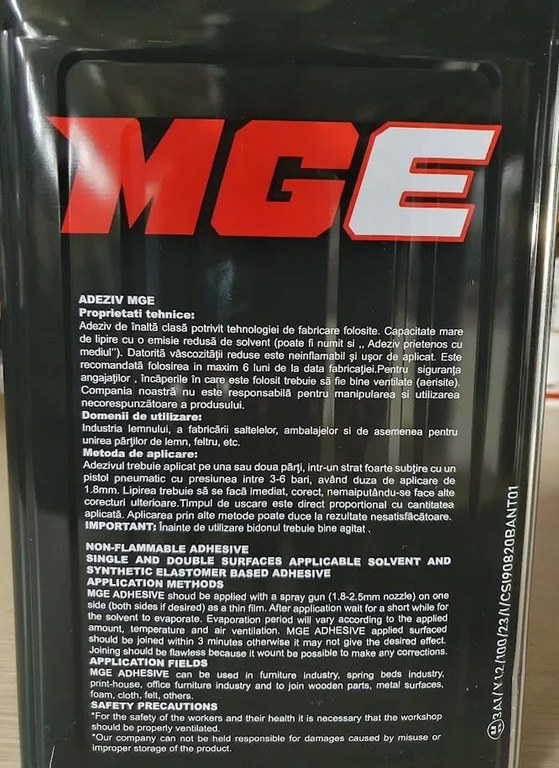 MGE
ADEZIV MGE
Proprietati tehnice:
Adeziv de înaltă clasă potrivit tehnologiei de fabricare folosite. Capacitate mare
de lipire cu o emisie redusă de solvent (poate fi numit si ,, Adeziv prietenos cu
mediul"). Datorită vâscozității reduse este neinflamabil și ușor de aplicat. Este
recomandată folosirea in maxim 6 luni de la data fabricației.Pentru siguranța
angajaților , încăperile în care este folosit trebuie să fie bine ventilate (aerisite).
Compania noastră nu este responsabilă pentru manipularea si utilizarea
necorespunzătoare a produsului.
Domenii de utilizare:
Industria lemnului, a fabricării saltelelor, ambalajelor si de asemenea pentru
unirea părților de lemn, feltru, etc.
Metoda de aplicare:
Adezivul trebuie aplicat pe una sau doua părți, intr-un strat foarte subțire cu un
pistol pneumatic cu presiunea intre 3-6 bari, având duza de aplicare de
1.8mm. Lipirea trebuie să se facă imediat, corect, nemaiputându-se face alte
corecturi ulterioare.Timpul de uscare este direct proportional cu cantitatea
aplicată. Aplicarea prin alte metode poate duce la rezultate nesatisfăcătoare.
IMPORTANT: Înainte de utilizare bidonul trebuie bine agitat .
NON-FLAMMABLE ADHESIVE
SINGLE AND DOUBLE SURFACES APPLICABLE SOLVENT AND
SYNTHETIC ELASTOMER BASED ADHESIVE
APPLICATION METHODS
MGE ADHESIVE shoud be applied with a spray gun (1.8-2.5mm nozzle) on one
side (both sides if desired) as a thin film. After application wait for a short while for
the solvent to evaporate. Evaporation period will vary according to the applied
amount, temperature and air ventilation. MGE ADHESIVE applied surfaced
should be joined within 3 minutes otherwise it may not give the desired effect.
Joining should be flawless because it wount be possible to make any corrections.
APPLICATION FIELDS
MGE ADHESIVE can be used in furniture industry, spring beds industry,
print-house, office furniture industry and to join wooden parts, metal surfaces,
foam, cloth, felt, others.
SAFETY PRECAUTIONS
*For the safety of the workers and their health it is necessary that the workshop
should be properly ventilated.
*Our company can not be held responsible for damages caused by misuse or
improper storage of the product.
3A1/Y1.2/100/23/I/CSI90820BANT01